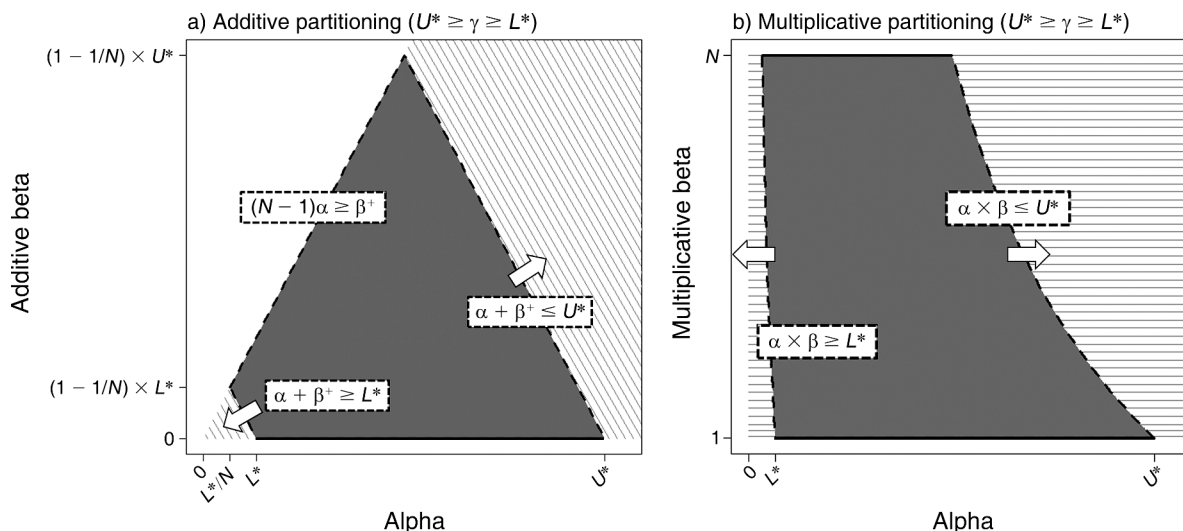 a) Additive partitioning (U* ≥ γ ≥ L*)
(1 − 1/N) × U*
(N − 1)α ≥ β⁺
α + β⁺ ≤ U*
(1 − 1/N) × L*
α + β⁺ ≥ L*
0
0
L*/N
L*
U*
Additive beta
Alpha
b) Multiplicative partitioning (U* ≥ γ ≥ L*)
N
α × β ≤ U*
α × β ≥ L*
1
0
L*
U*
Multiplicative beta
Alpha